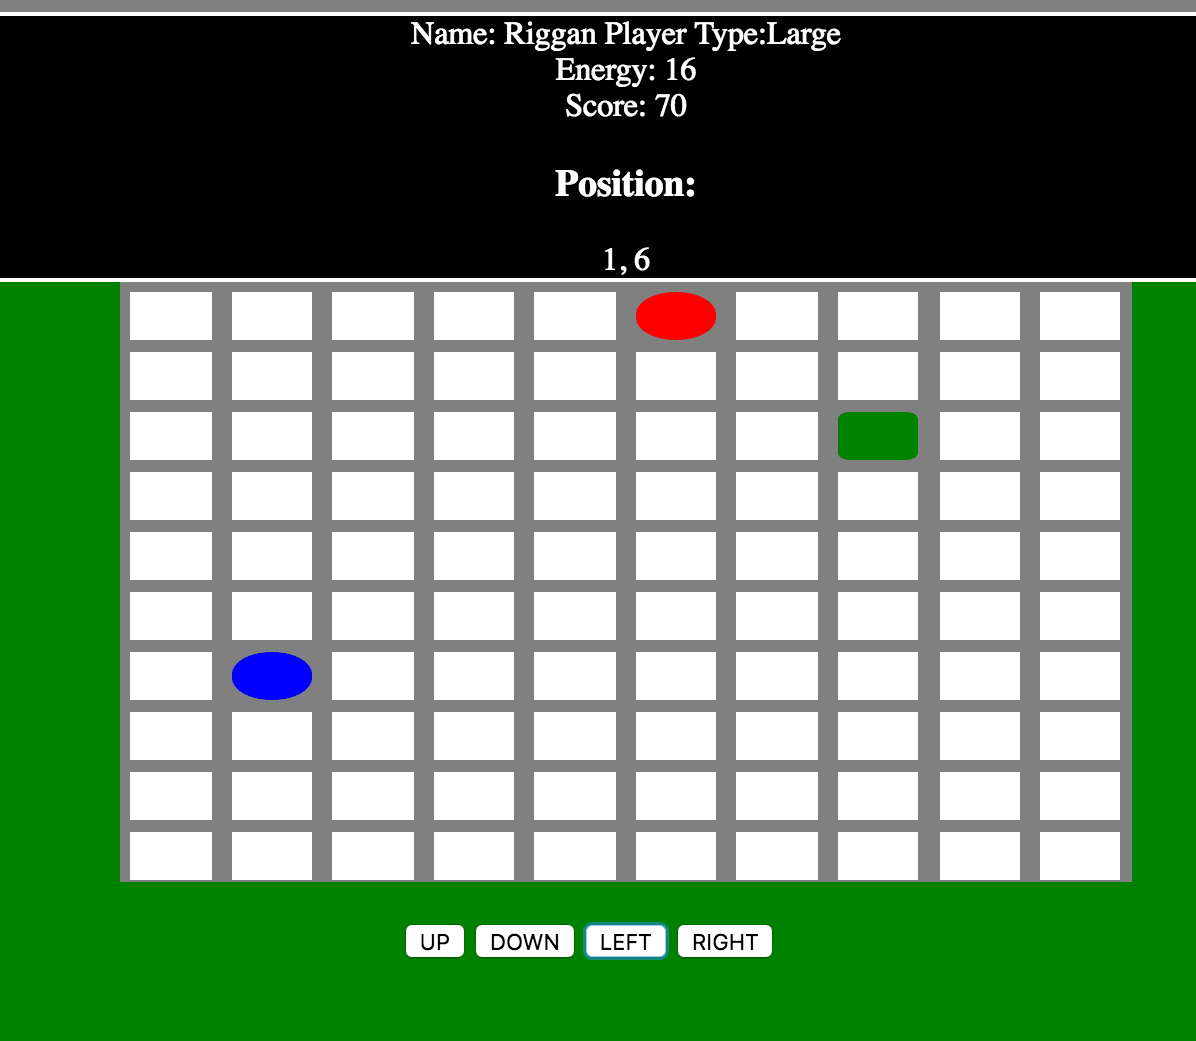 Name: Riggan Player Type:Large
Energy: 16
Score: 70
Position:
1, 6
UP DOWN LEFT RIGHT